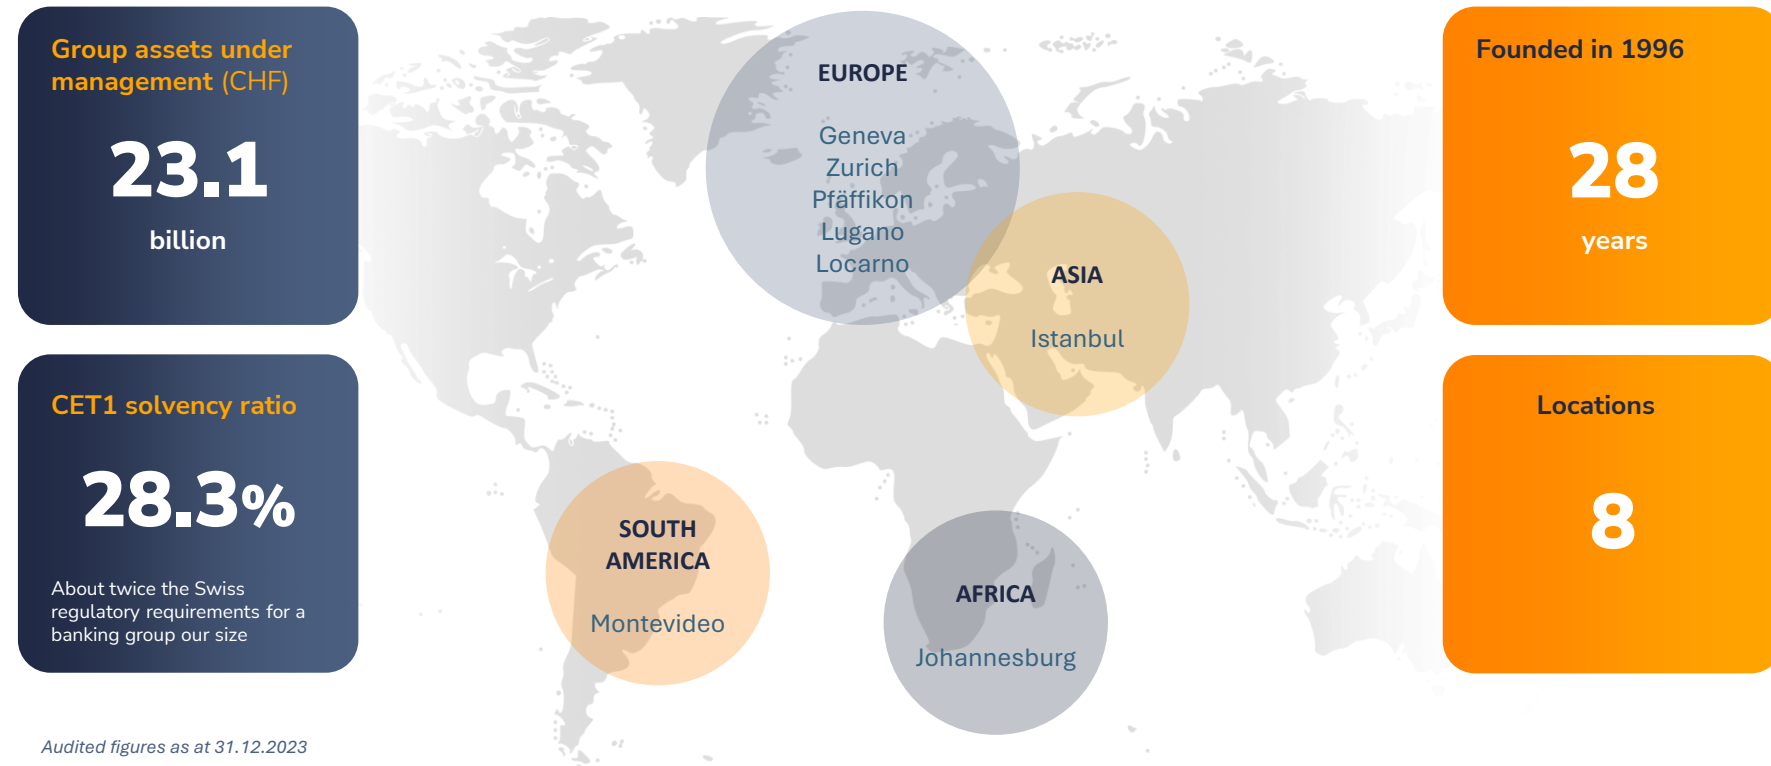 Group assets under
management (CHF)
23.1
billion
CET1 solvency ratio
28.3%
About twice the Swiss
regulatory requirements for a
banking group our size
Audited figures as at 31.12.2023
EUROPE
Geneva
Zurich
Pfäffikon
Lugano
Locarno
ASIA
Istanbul
SOUTH
AMERICA
Montevideo
AFRICA
Johannesburg
Founded in 1996
28
years
Locations
8